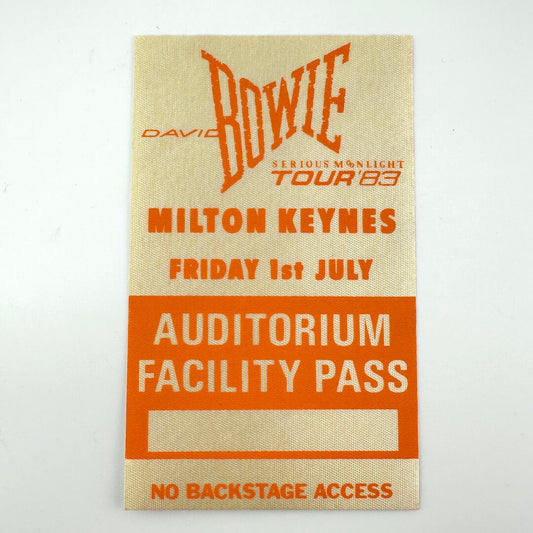 DAVID BOWIE
SERIOUS MOONLIGHT
TOUR '83
MILTON KEYNES
FRIDAY 1st JULY
AUDITORIUM
FACILITY PASS
NO BACKSTAGE ACCESS